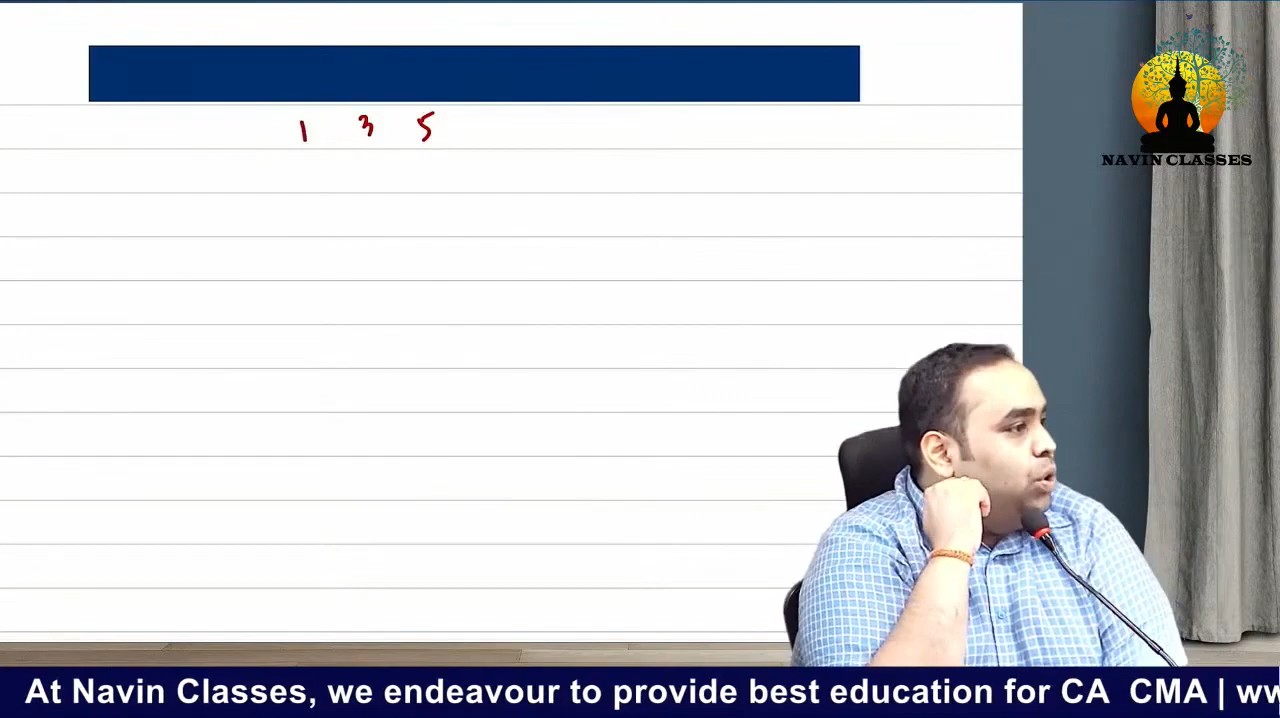 1 3 5
NAVIN CLASSES
At Navin Classes, we endeavour to provide best education for CA CMA | ww